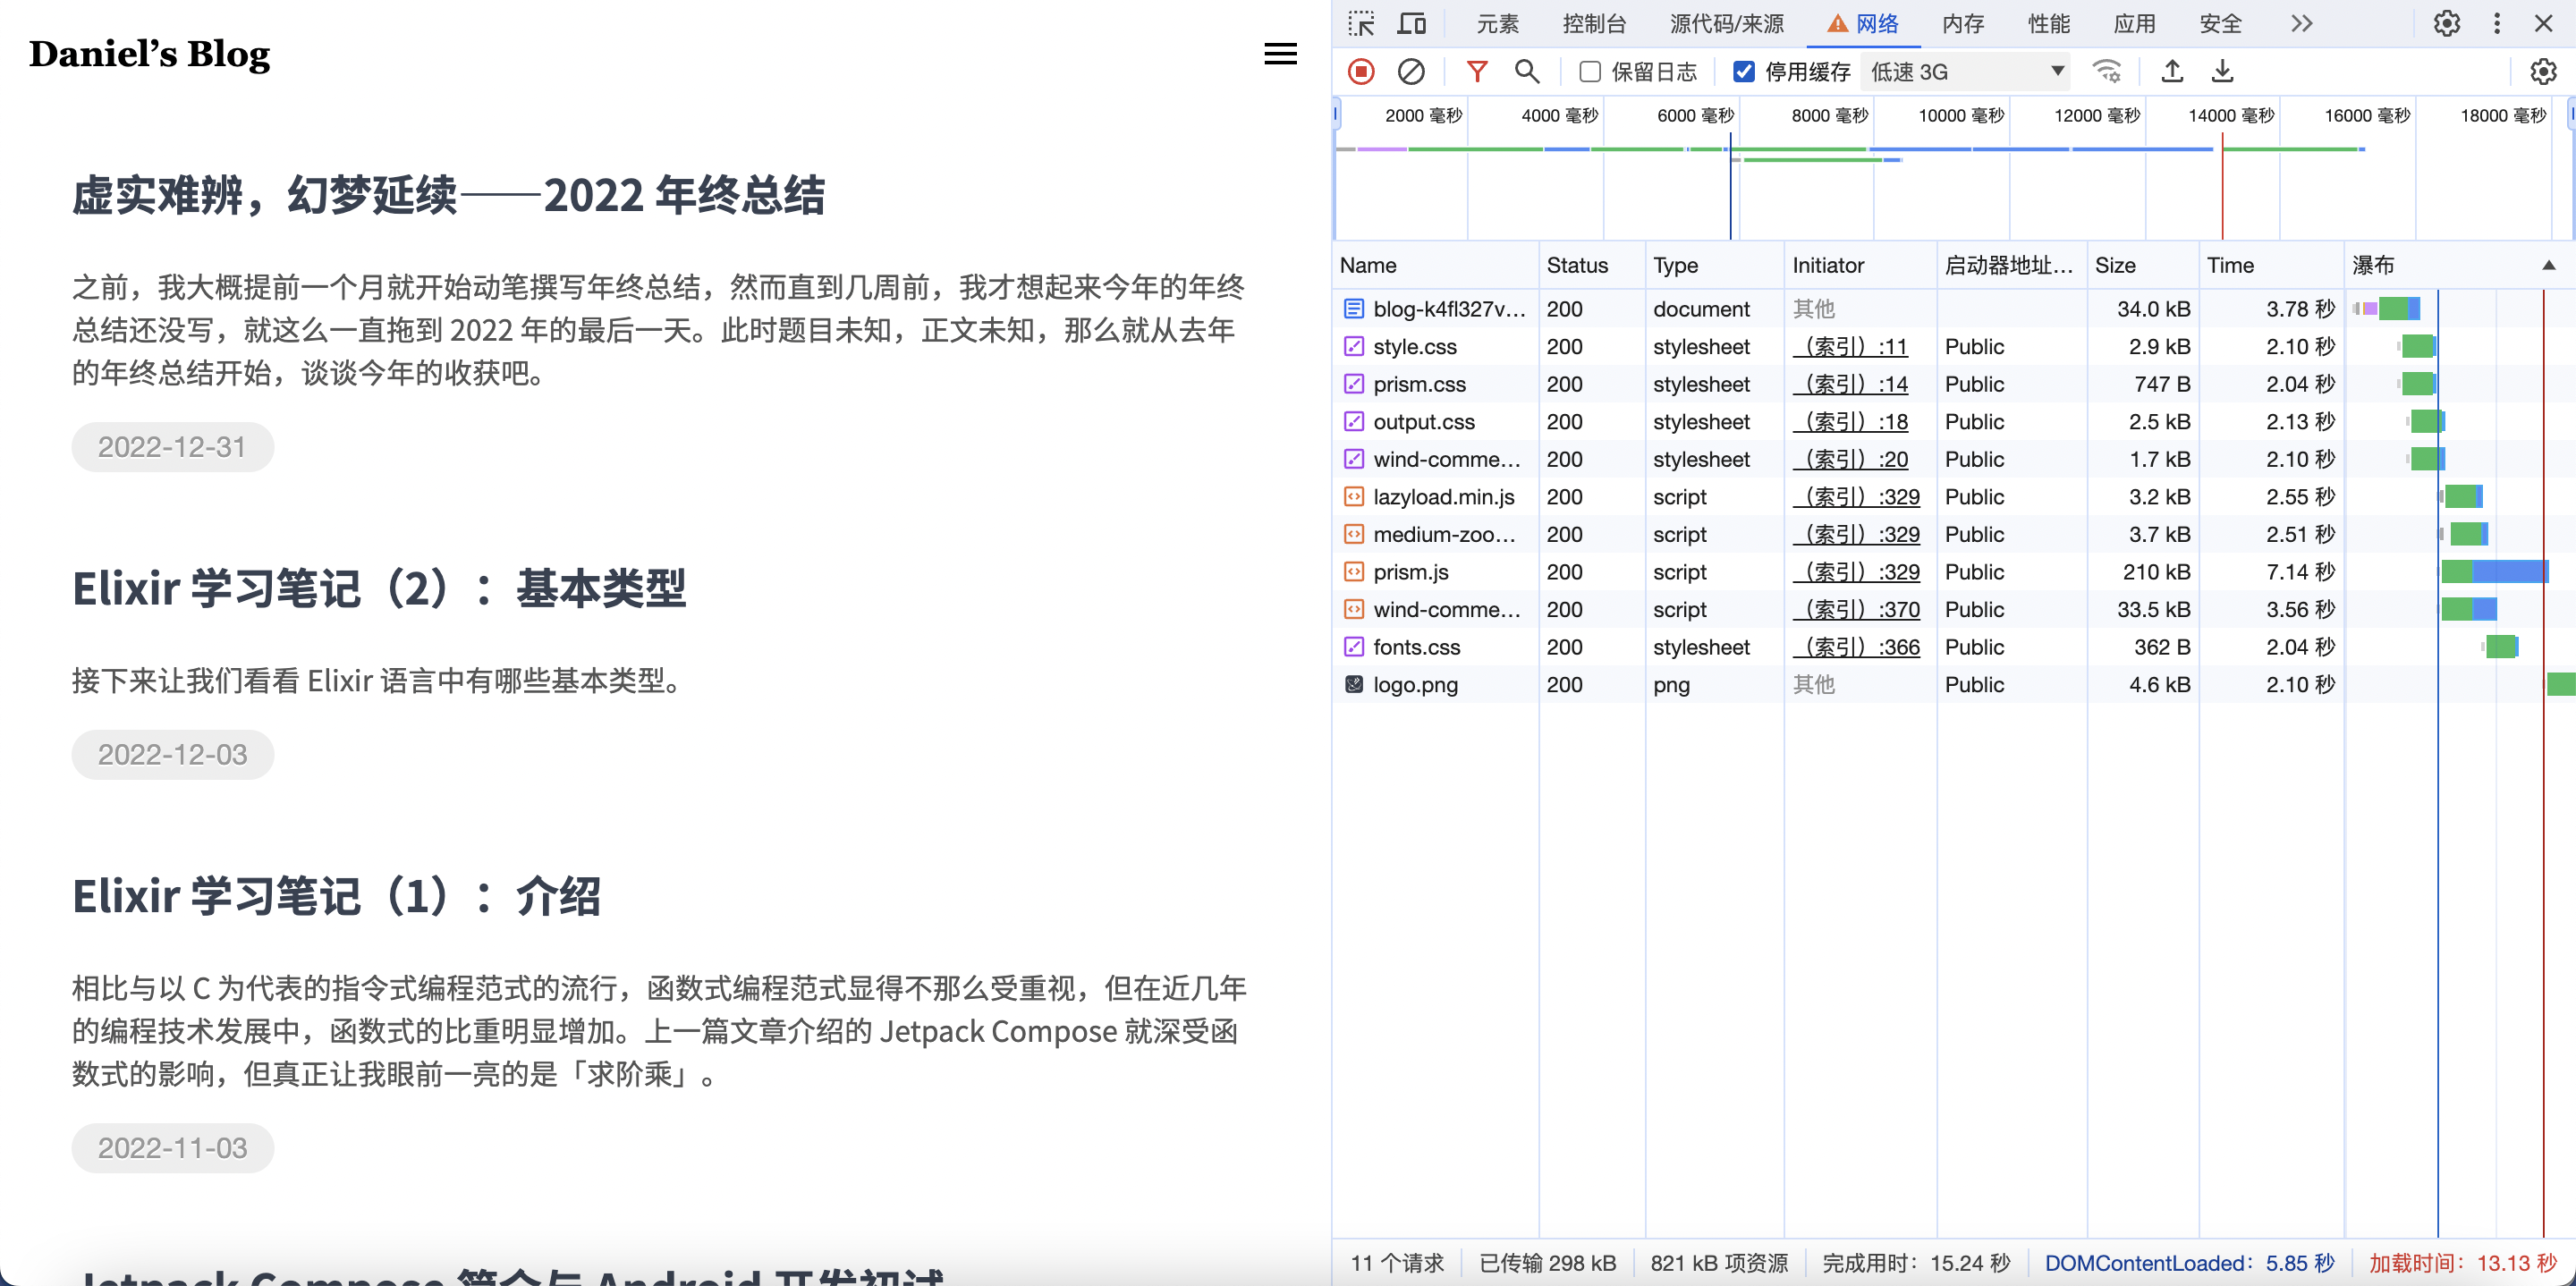 Daniel’s Blog
虚实难辨，幻梦延续——2022 年终总结
之前，我大概提前一个月就开始动笔撰写年终总结，然而直到几周前，我才想起来今年的年终
总结还没写，就这么一直拖到 2022 年的最后一天。此时题目未知，正文未知，那么就从去年
的年终总结开始，谈谈今年的收获吧。
2022-12-31
Elixir 学习笔记（2）：基本类型
接下来让我们看看 Elixir 语言中有哪些基本类型。
2022-12-03
Elixir 学习笔记（1）：介绍
相比与以 C 为代表的指令式编程范式的流行，函数式编程范式显得不那么受重视，但在近几年
的编程技术发展中，函数式的比重明显增加。上一篇文章介绍的 Jetpack Compose 就深受函
数式的影响，但真正让我眼前一亮的是「求阶乘」。
2022-11-03
Jetpack Compose 简介与 Android 开发初试
元素 控制台 源代码/来源 网络 内存 性能 应用 安全
保留日志 停用缓存 低速 3G
2000 毫秒 4000 毫秒 6000 毫秒 8000 毫秒 10000 毫秒 12000 毫秒 14000 毫秒 16000 毫秒 18000 毫秒
Name Status Type Initiator 启动器地址… Size Time 瀑布
blog-k4fl327v… 200 document 其他 34.0 kB 3.78 秒
style.css 200 stylesheet （索引）:11 Public 2.9 kB 2.10 秒
prism.css 200 stylesheet （索引）:14 Public 747 B 2.04 秒
output.css 200 stylesheet （索引）:18 Public 2.5 kB 2.13 秒
wind-comme… 200 stylesheet （索引）:20 Public 1.7 kB 2.10 秒
lazyload.min.js 200 script （索引）:329 Public 3.2 kB 2.55 秒
medium-zoo… 200 script （索引）:329 Public 3.7 kB 2.51 秒
prism.js 200 script （索引）:329 Public 210 kB 7.14 秒
wind-comme… 200 script （索引）:370 Public 33.5 kB 3.56 秒
fonts.css 200 stylesheet （索引）:366 Public 362 B 2.04 秒
logo.png 200 png 其他 Public 4.6 kB 2.10 秒
11 个请求 已传输 298 kB 821 kB 项资源 完成用时：15.24 秒 DOMContentLoaded：5.85 秒 加载时间：13.13 秒